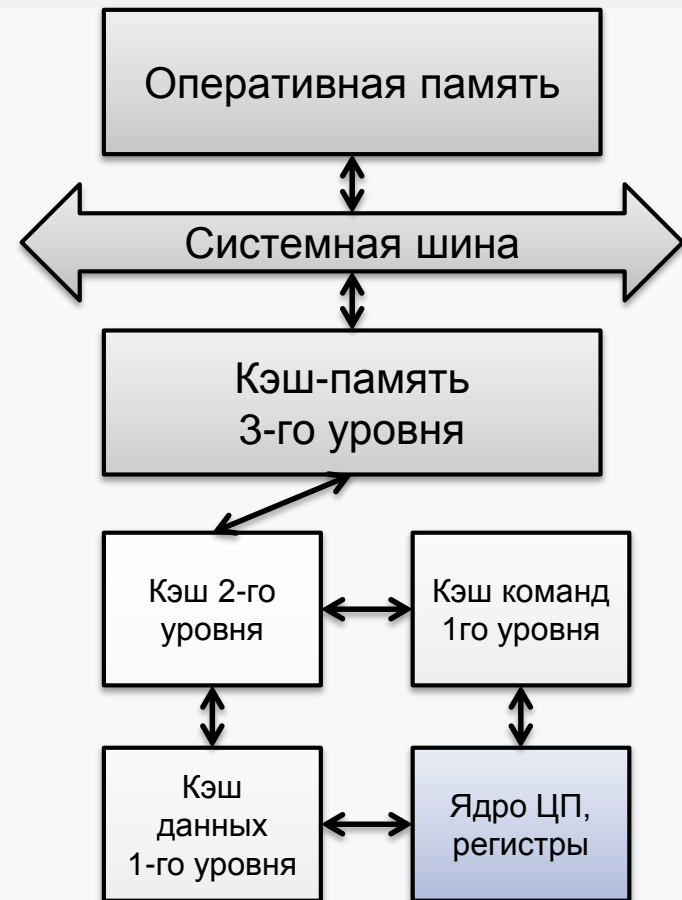 Оперативная память
Системная шина
Кэш-память
3-го уровня
Кэш 2-го
уровня
Кэш команд
1го уровня
Кэш
данных
1-го уровня
Ядро ЦП,
регистры